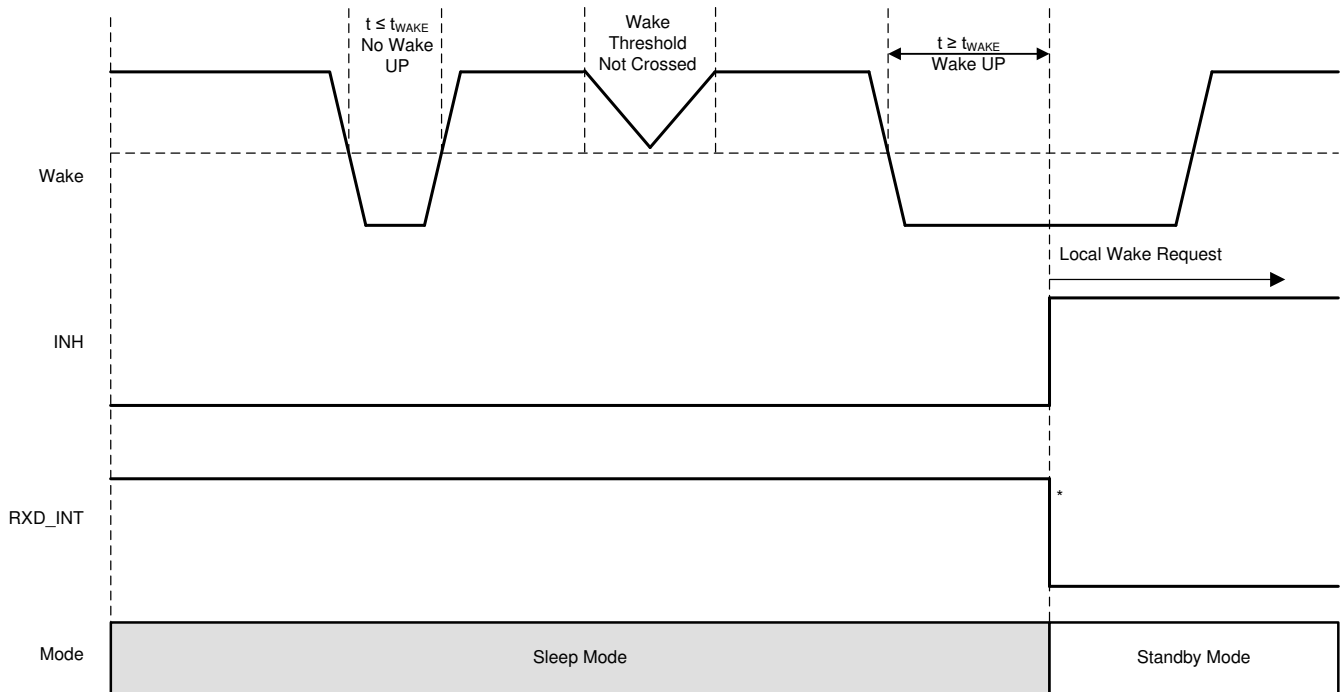 t ≤ tWAKE
No Wake
UP
Wake
Threshold
Not Crossed
t ≥ tWAKE
Wake UP
Wake
Local Wake Request
INH
*
RXD_INT
Mode
Sleep Mode
Standby Mode